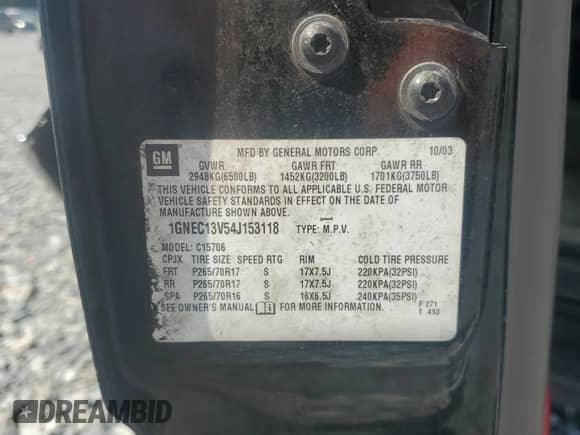 GM
MFD BY GENERAL MOTORS CORP. 10/03
GVWR GAWR FRT GAWR RR
2948KG(6500LB) 1452KG(3200LB) 1701KG(3750LB)
THIS VEHICLE CONFORMS TO ALL APPLICABLE U.S. FEDERAL MOTOR
VEHICLE SAFETY STANDARDS IN EFFECT ON THE DATE OF
MANUFACTURE SHOWN ABOVE.
1GNEC13V54J153118 TYPE: M.P.V.
MODEL: C15706
CPJX TIRE SIZE SPEED RTG RIM COLD TIRE PRESSURE
FRT P265/70R17 S 17X7.5J 220KPA(32PSI)
RR P265/70R17 S 17X7.5J 220KPA(32PSI)
SPA P265/70R16 S 16X6.5J 240KPA(35PSI)
SEE OWNER'S MANUAL FOR MORE INFORMATION. F 271
T 493
DREAMBID